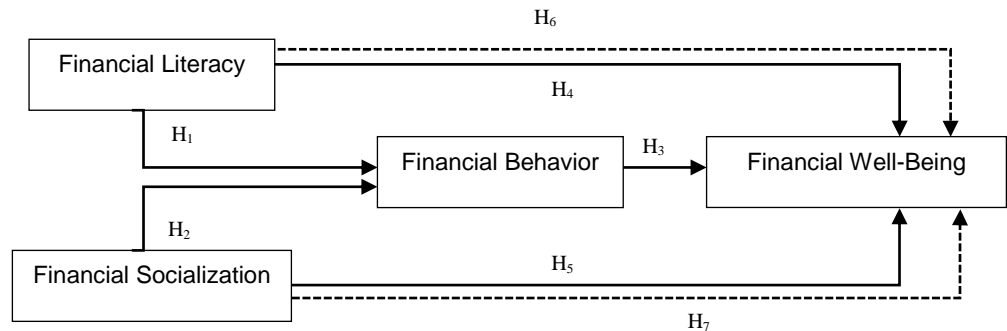 H₆
Financial Literacy
H₄
H₁
Financial Behavior
H₃
Financial Well-Being
H₂
Financial Socialization
H₅
H₇